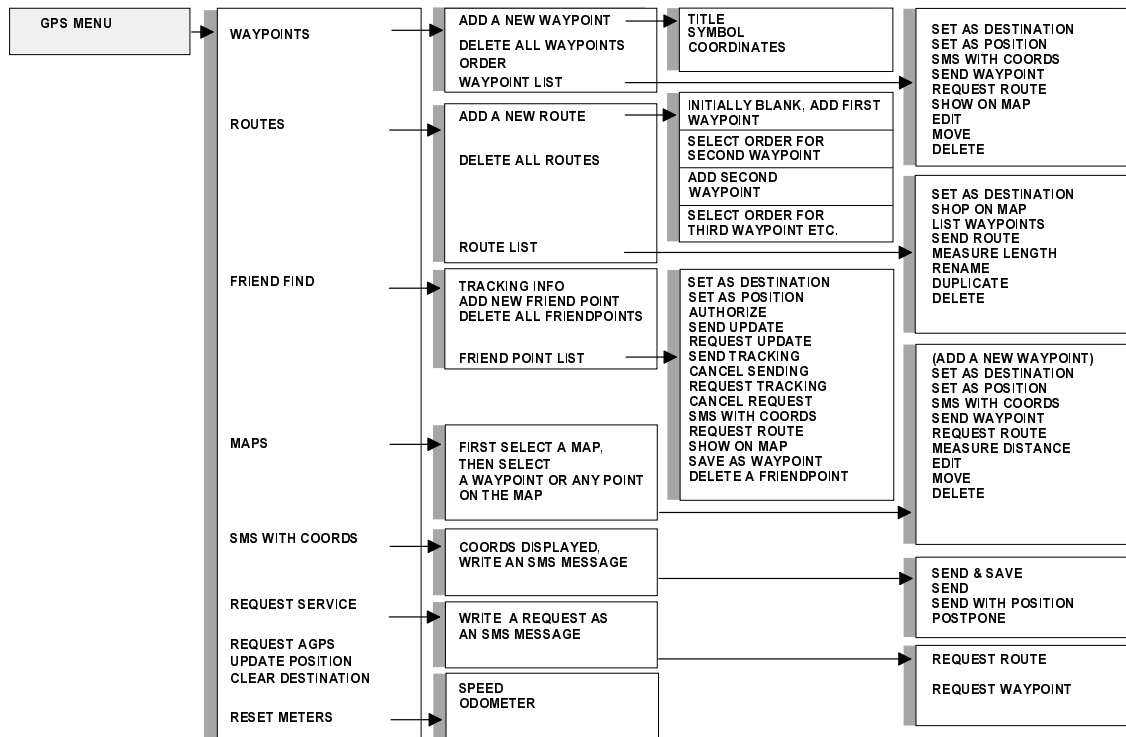 GPS MENU
WAYPOINTS
ADD A NEW WAYPOINT
DELETE ALL WAYPOINTS
ORDER
WAYPOINT LIST
TITLE
SYMBOL
COORDINATES
SET AS DESTINATION
SET AS POSITION
SMS WITH COORDS
SEND WAYPOINT
REQUEST ROUTE
SHOW ON MAP
EDIT
MOVE
DELETE
ROUTES
ADD A NEW ROUTE
DELETE ALL ROUTES
ROUTE LIST
INITIALLY BLANK, ADD FIRST
WAYPOINT
SELECT ORDER FOR
SECOND WAYPOINT
ADD SECOND
WAYPOINT
SELECT ORDER FOR
THIRD WAYPOINT ETC.
SET AS DESTINATION
SHOP ON MAP
LIST WAYPOINTS
SEND ROUTE
MEASURE LENGTH
RENAME
DUPLICATE
DELETE
FRIEND FIND
TRACKING INFO
ADD NEW FRIEND POINT
DELETE ALL FRIENDPOINTS
FRIEND POINT LIST
SET AS DESTINATION
SET AS POSITION
AUTHORIZE
SEND UPDATE
REQUEST UPDATE
SEND TRACKING
CANCEL SENDING
REQUEST TRACKING
CANCEL REQUEST
SMS WITH COORDS
REQUEST ROUTE
SHOW ON MAP
SAVE AS WAYPOINT
DELETE A FRIENDPOINT
MAPS
FIRST SELECT A MAP,
THEN SELECT
A WAYPOINT OR ANY POINT
ON THE MAP
(ADD A NEW WAYPOINT)
SET AS DESTINATION
SET AS POSITION
SMS WITH COORDS
SEND WAYPOINT
REQUEST ROUTE
MEASURE DISTANCE
EDIT
MOVE
DELETE
SMS WITH COORDS
COORDS DISPLAYED,
WRITE AN SMS MESSAGE
SEND & SAVE
SEND
SEND WITH POSITION
POSTPONE
REQUEST SERVICE
WRITE A REQUEST AS
AN SMS MESSAGE
REQUEST ROUTE
REQUEST WAYPOINT
REQUEST AGPS
UPDATE POSITION
CLEAR DESTINATION
RESET METERS
SPEED
ODOMETER